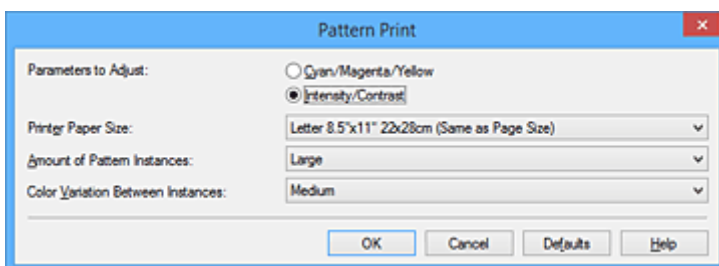 Pattern Print
Parameters to Adjust:
Cyan/Magenta/Yellow
Intensity/Contrast
Printer Paper Size:
Letter 8.5"x11" 22x28cm (Same as Page Size)
Amount of Pattern Instances:
Large
Color Variation Between Instances:
Medium
OK Cancel Defaults Help